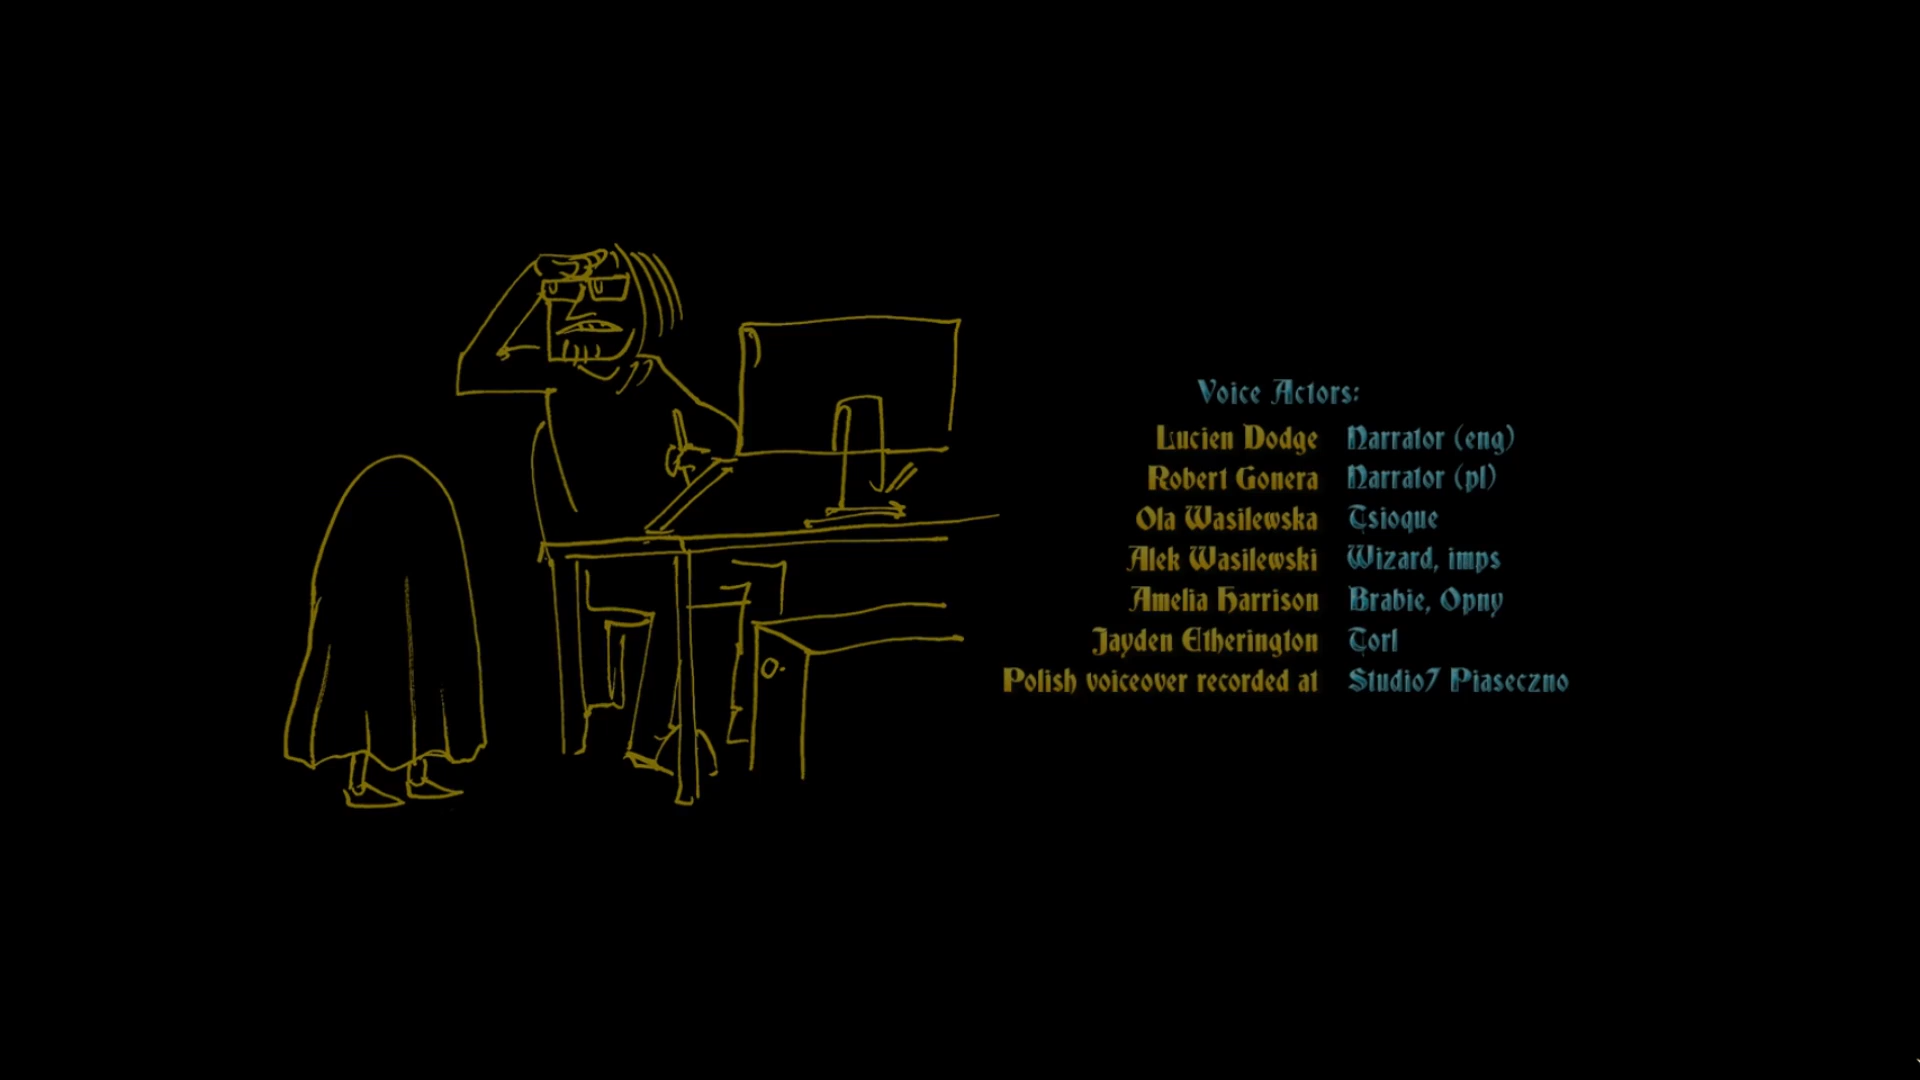 Voice Actors:
Lucien Dodge Narrator (eng)
Robert Gonera Narrator (pl)
Ola Wasilewska Tsioque
Alek Wasilewski Wizard, imps
Amelia Harrison Brabie, Opny
Jayden Etherington Torl
Polish voiceover recorded at Studio7 Piaseczno